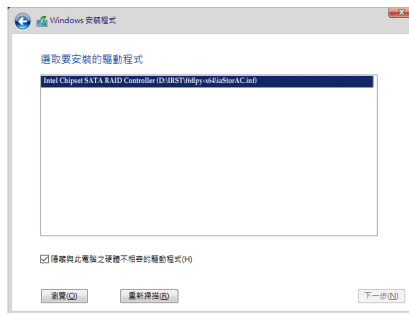 Windows 安裝程式
選取要安裝的驅動程式
Intel Chipset SATA RAID Controller (D:\IRST\f6flpy-x64\iaStorAC.inf)
隱藏與此電腦之硬體不相容的驅動程式(H)
瀏覽(O)
重新掃描(R)
下一步(N)